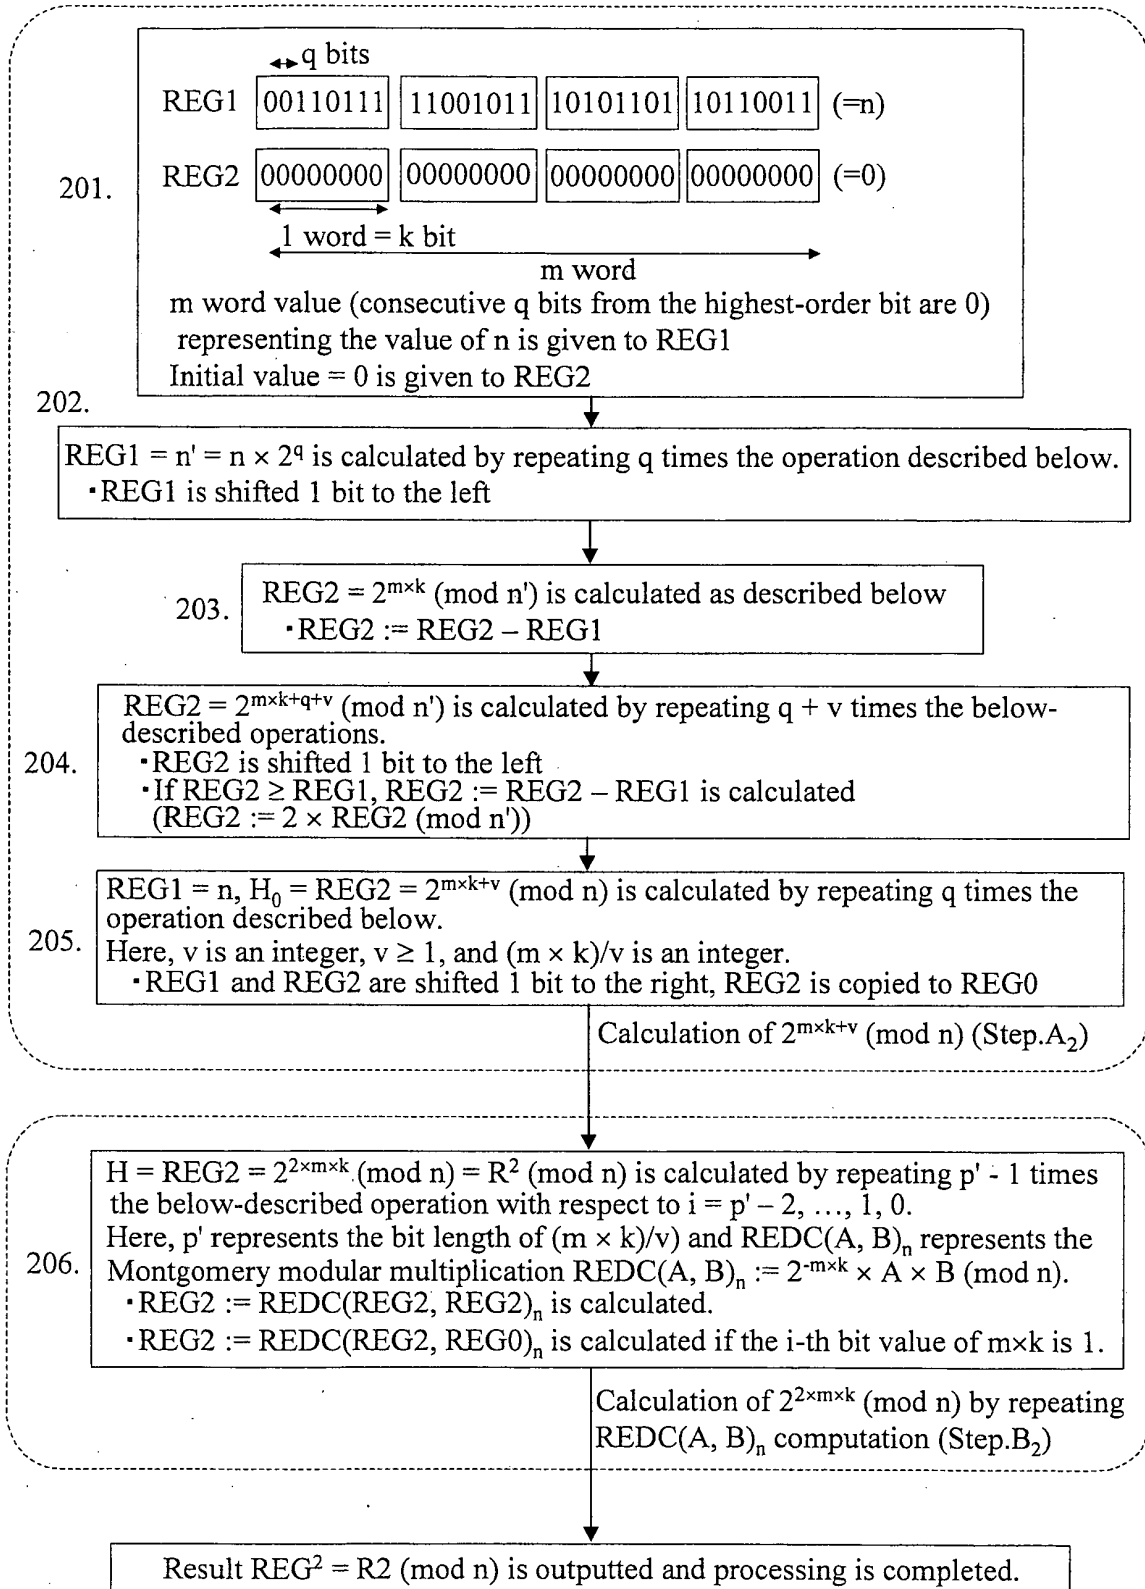 q bits
REG1 00110111 11001011 10101101 10110011 (=n)
201.
REG2 00000000 00000000 00000000 00000000 (=0)
1 word = k bit
m word
m word value (consecutive q bits from the highest-order bit are 0)
representing the value of n is given to REG1
Initial value = 0 is given to REG2
202.
REG1 = n' = n × 2^q is calculated by repeating q times the operation described below.
・REG1 is shifted 1 bit to the left
203.
REG2 = 2^{m×k} (mod n') is calculated as described below
・REG2 := REG2 – REG1
204.
REG2 = 2^{m×k+q+v} (mod n') is calculated by repeating q + v times the below-
described operations.
・REG2 is shifted 1 bit to the left
・If REG2 ≥ REG1, REG2 := REG2 – REG1 is calculated
(REG2 := 2 × REG2 (mod n'))
205.
REG1 = n, H_0 = REG2 = 2^{m×k+v} (mod n) is calculated by repeating q times the
operation described below.
Here, v is an integer, v ≥ 1, and (m × k)/v is an integer.
・REG1 and REG2 are shifted 1 bit to the right, REG2 is copied to REG0
Calculation of 2^{m×k+v} (mod n) (Step.A_2)
206.
H = REG2 = 2^{2×m×k} (mod n) = R^2 (mod n) is calculated by repeating p' - 1 times
the below-described operation with respect to i = p' – 2, …, 1, 0.
Here, p' represents the bit length of (m × k)/v) and REDC(A, B)_n represents the
Montgomery modular multiplication REDC(A, B)_n := 2^{-m×k} × A × B (mod n).
・REG2 := REDC(REG2, REG2)_n is calculated.
・REG2 := REDC(REG2, REG0)_n is calculated if the i-th bit value of m×k is 1.
Calculation of 2^{2×m×k} (mod n) by repeating
REDC(A, B)_n computation (Step.B_2)
Result REG^2 = R2 (mod n) is outputted and processing is completed.